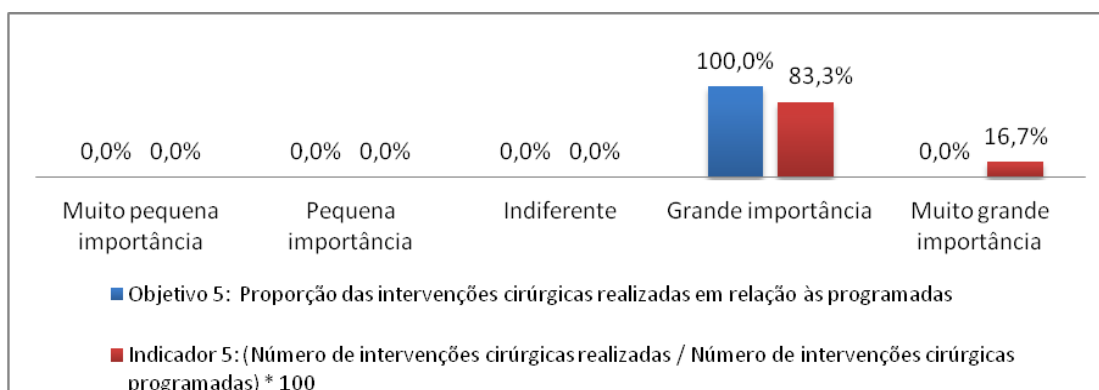 100,0%
83,3%
0,0% 0,0% 0,0% 0,0% 0,0% 0,0% 0,0% 16,7%
Muito pequena importância
Pequena importância
Indiferente
Grande importância
Muito grande importância
Objetivo 5: Proporção das intervenções cirúrgicas realizadas em relação às programadas
Indicador 5: (Número de intervenções cirúrgicas realizadas / Número de intervenções cirúrgicas
programadas) * 100